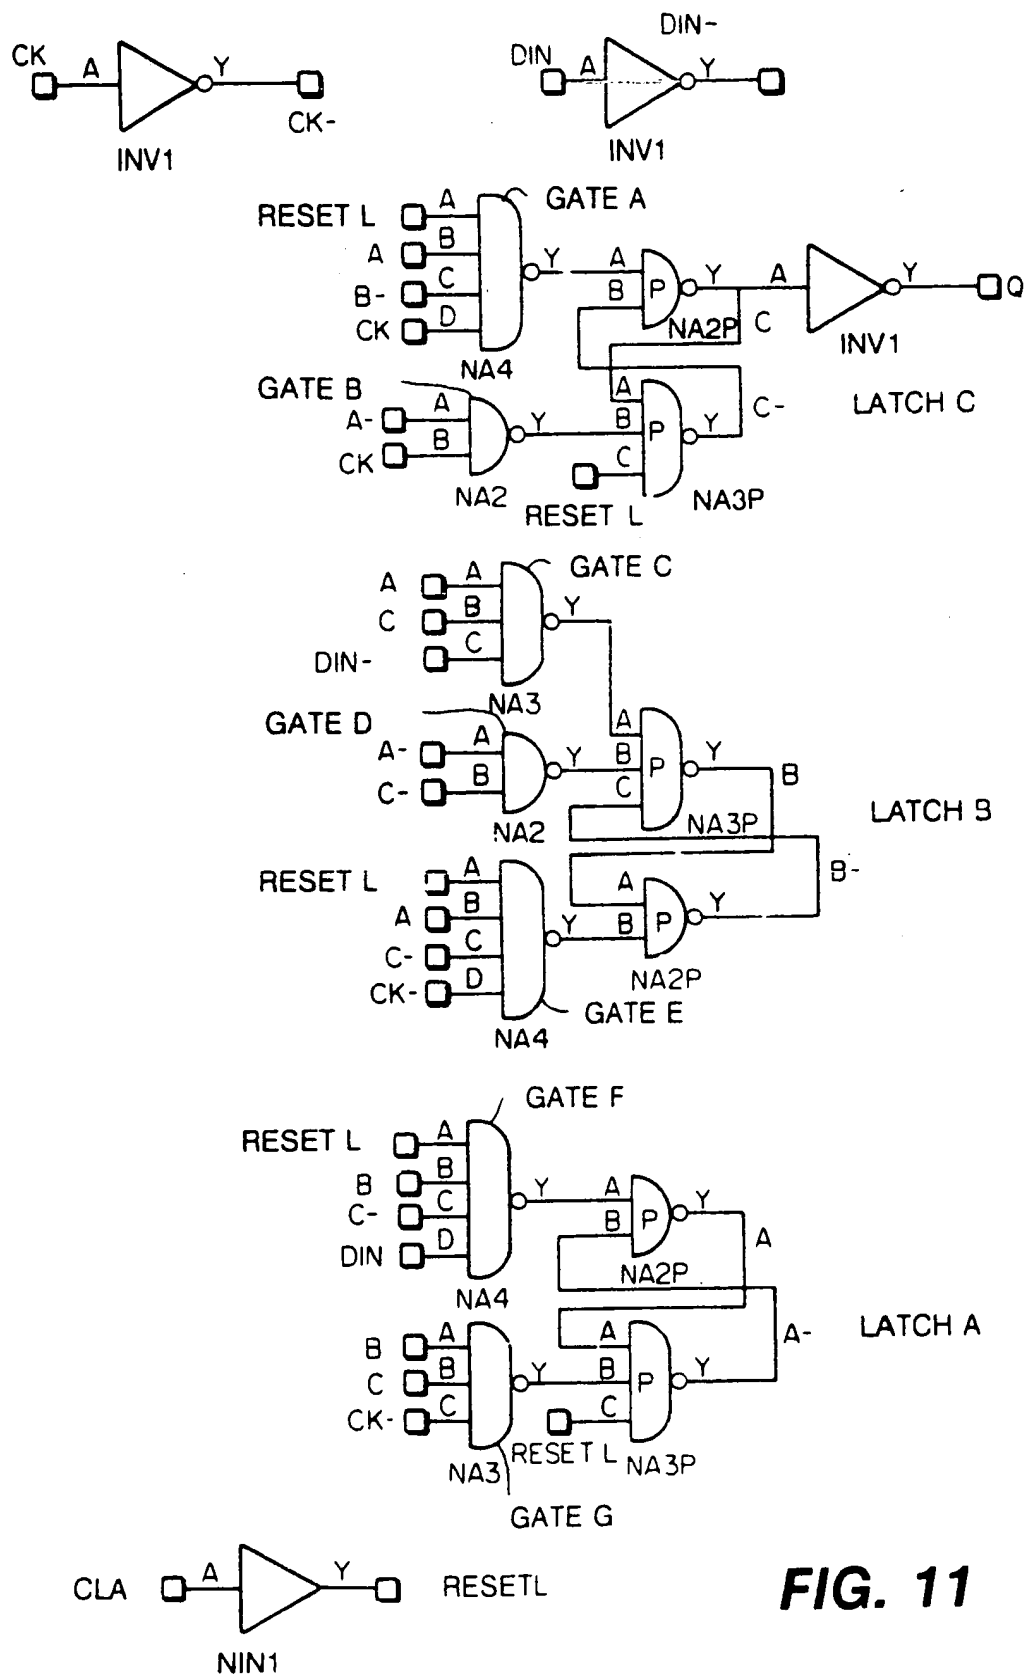 CK A Y CK-
INV1
DIN A DIN- Y
INV1
RESET L A GATE A
A B
B- C Y
CK D
NA4
A B P Y C
NA2P
A Y Q
INV1
GATE B
A- A
CK B Y
NA2
A B C P Y C-
RESET L NA3P
LATCH C
A A GATE C
C B Y
DIN- C
NA3
GATE D
A- A
C- B Y
NA2
A B C P Y B
NA3P
LATCH B
RESET L A
A B
C- C Y
CK- D
NA4 GATE E
A B P Y B-
NA2P
GATE F
RESET L A
B B
C- C Y
DIN D
NA4
A B P Y A
NA2P
B A
C B Y
CK- C
NA3
GATE G
A B C P Y A-
RESET L NA3P
LATCH A
CLA A Y RESETL
NIN1
FIG. 11